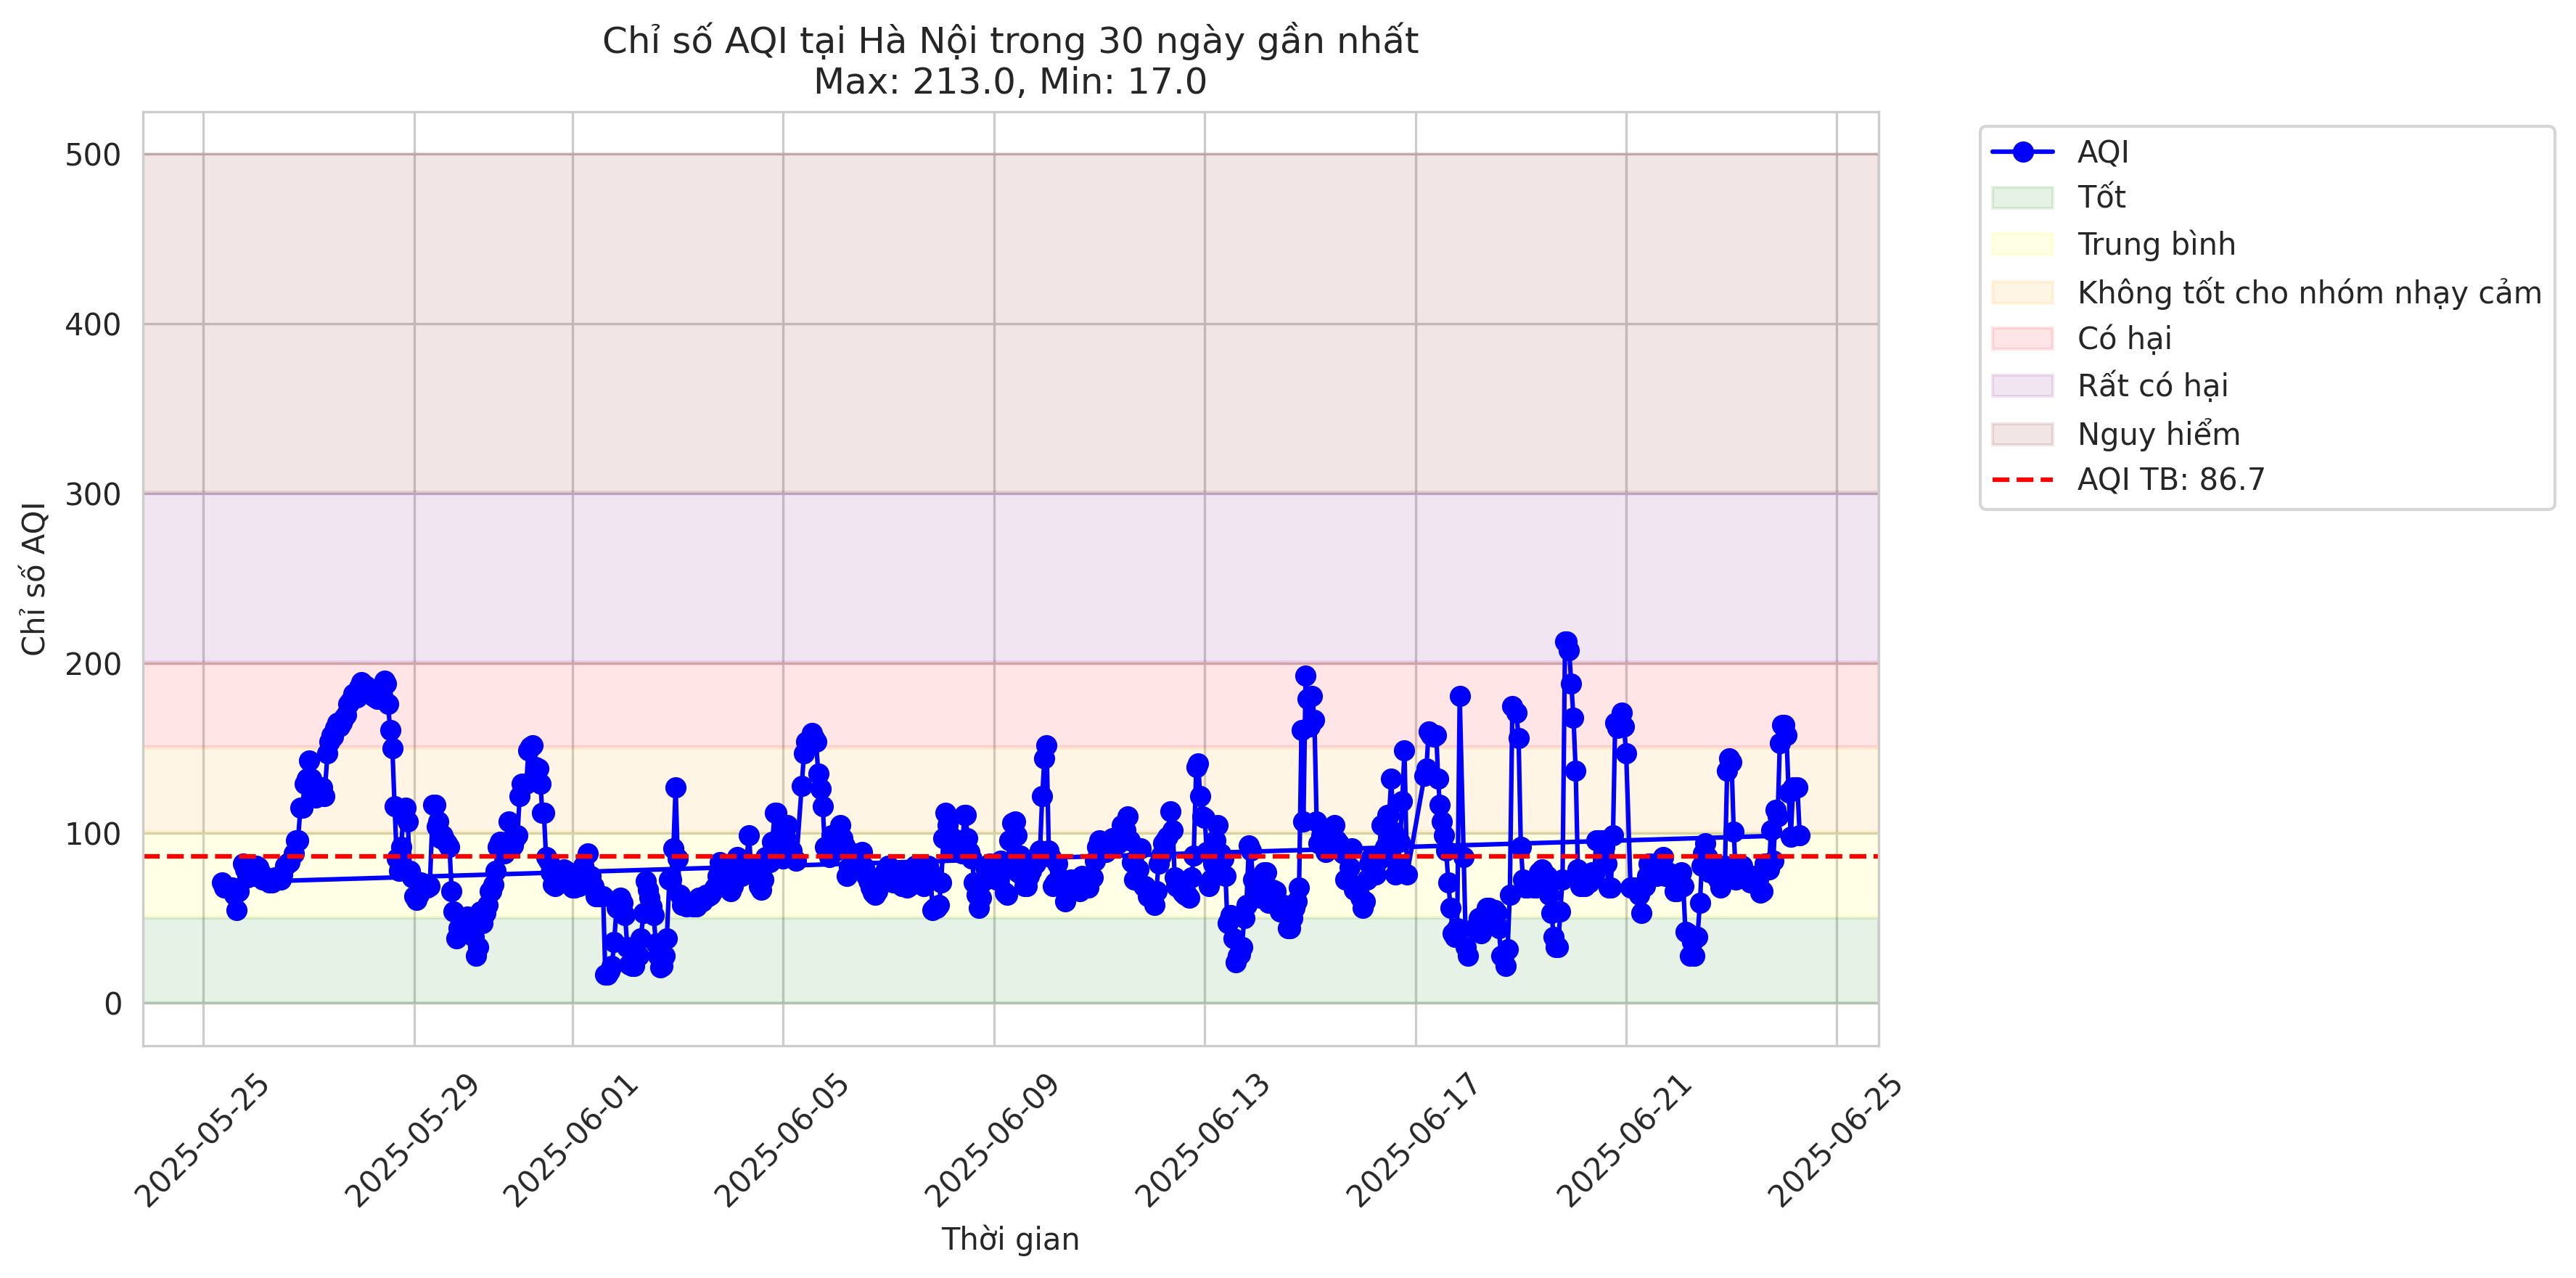 Chỉ số AQI tại Hà Nội trong 30 ngày gần nhất
Max: 213.0, Min: 17.0
Chỉ số AQI
500
400
300
200
100
0
2025-05-25
2025-05-29
2025-06-01
2025-06-05
2025-06-09
2025-06-13
2025-06-17
2025-06-21
2025-06-25
Thời gian
AQI
Tốt
Trung bình
Không tốt cho nhóm nhạy cảm
Có hại
Rất có hại
Nguy hiểm
AQI TB: 86.7